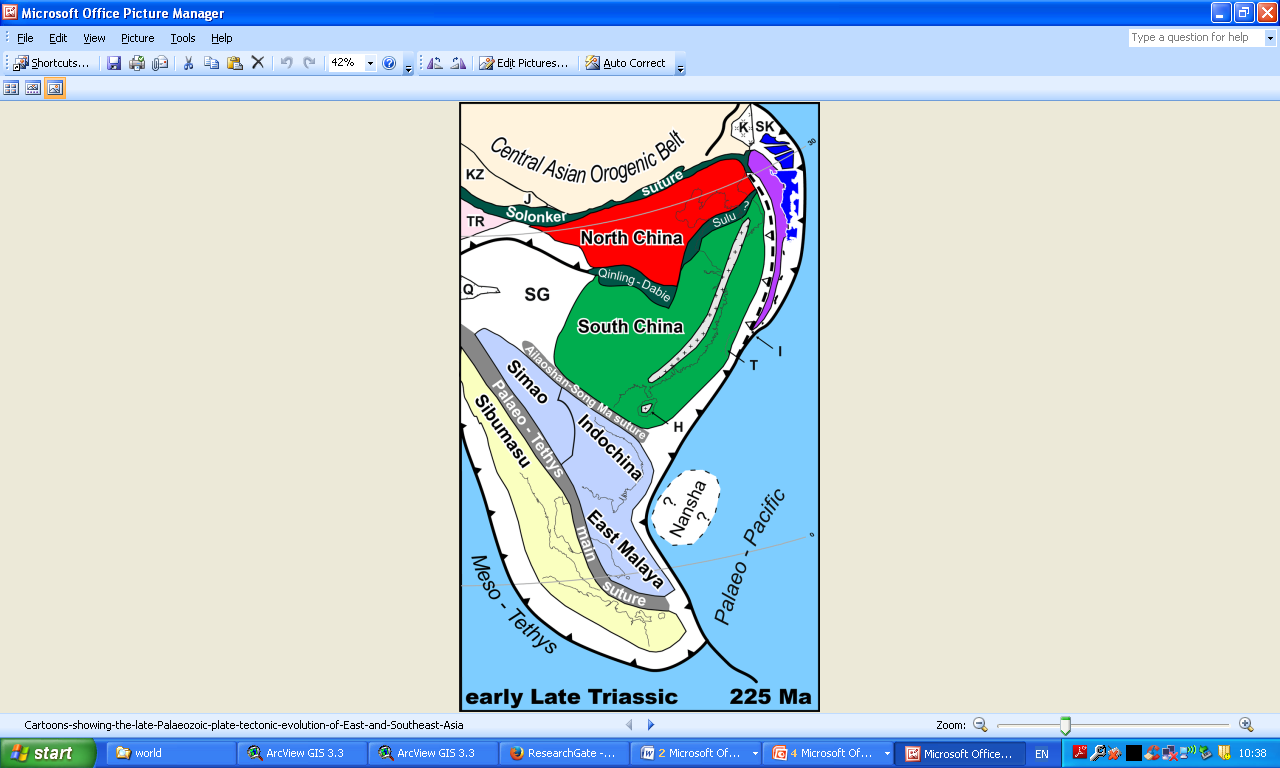 Microsoft Office Picture Manager
File Edit View Picture Tools Help
Type a question for help
Shortcuts... 42% Edit Pictures... Auto Correct
K SK
30
Central Asian Orogenic Belt
KZ
J
Solonker suture
TR
Sulu ?
North China
Qinling - Dabie
Q
SG
South China
I
T
Ailaoshan-Song Ma suture
Simao
Palaeo - Tethys main suture
Sibumasu
Indochina
H
? Nansha ?
East Malaya
0
Palaeo - Pacific
Meso - Tethys
early Late Triassic 225 Ma
Cartoons-showing-the-late-Palaeozoic-plate-tectonic-evolution-of-East-and-Southeast-Asia
Zoom:
start world ArcView GIS 3.3 ArcView GIS 3.3 ResearchGate -... 2 Microsoft Of... 4 Microsoft Of... Microsoft Office... EN 10:38